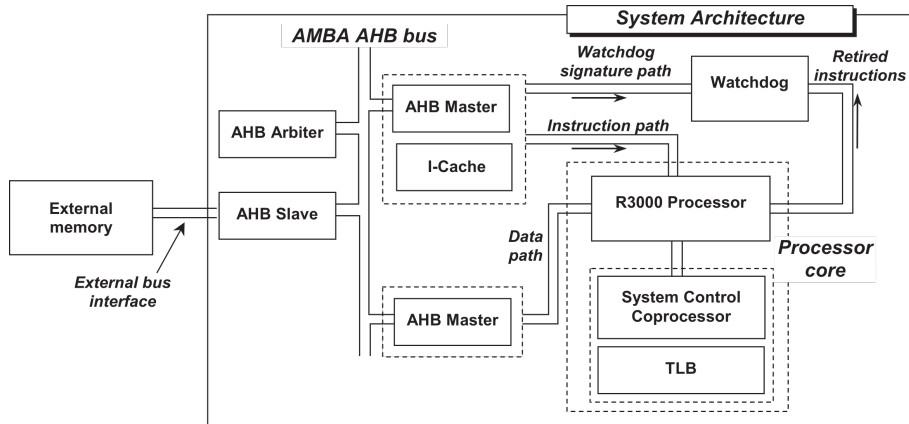 System Architecture
AMBA AHB bus
Watchdog
signature path
Retired
instructions
Watchdog
AHB Master
AHB Arbiter
Instruction path
I-Cache
External
memory
AHB Slave
R3000 Processor
Data
path
Processor
core
External bus
interface
System Control
Coprocessor
AHB Master
TLB